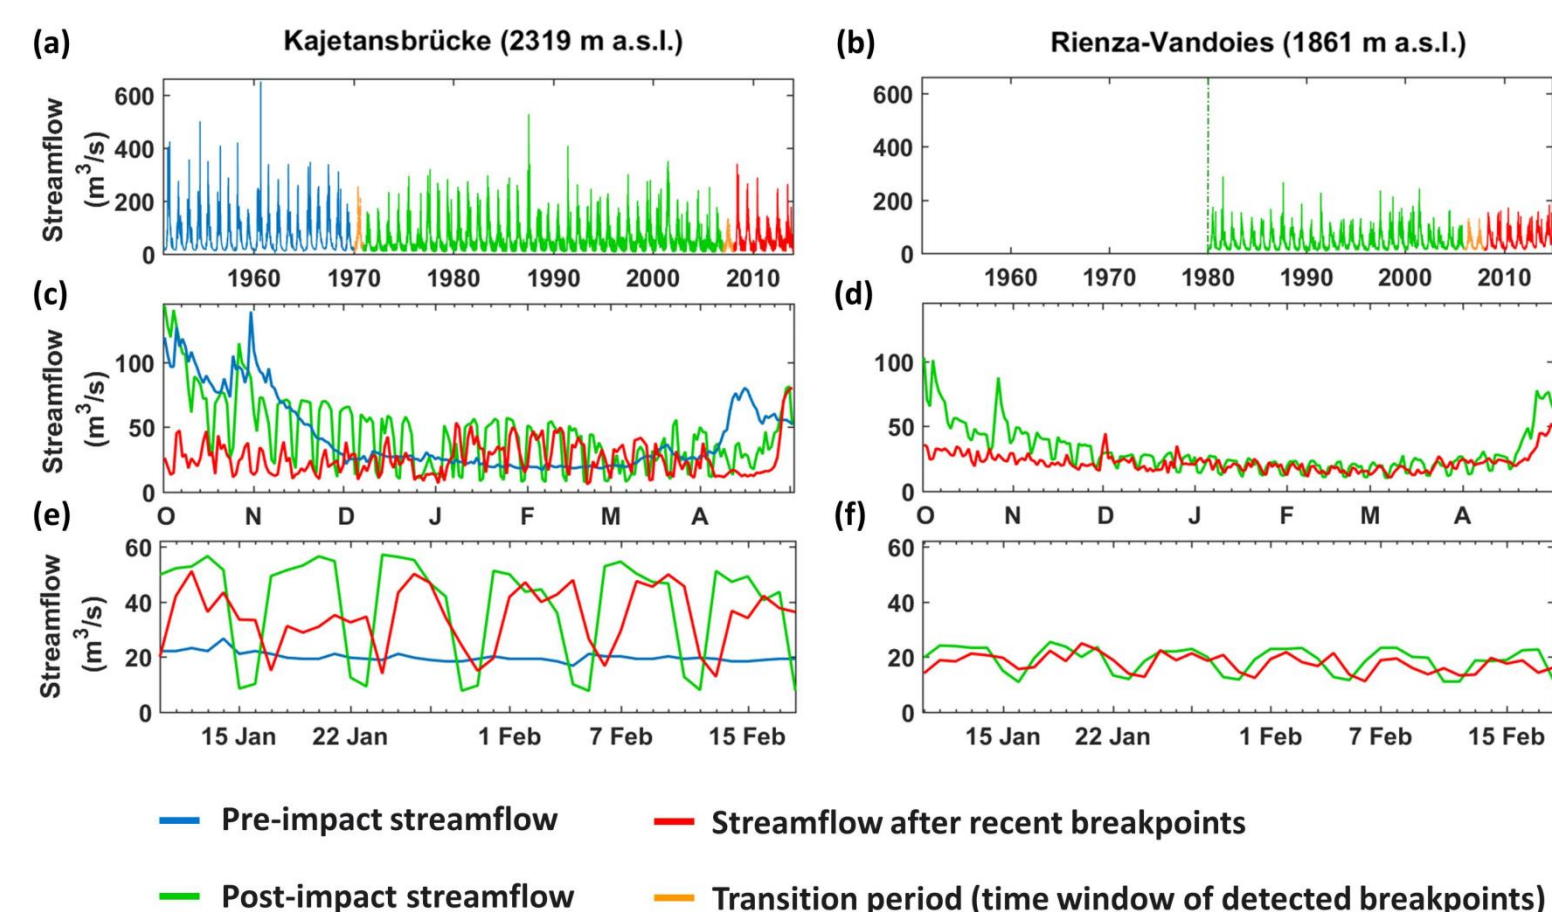 (a) Kajetansbrücke (2319 m a.s.l.)
(b) Rienza-Vandoies (1861 m a.s.l.)
Streamflow
(m³/s)
600
400
200
0
1960 1970 1980 1990 2000 2010
600
400
200
0
1960 1970 1980 1990 2000 2010
(c)
Streamflow
(m³/s)
100
50
0
O N D J F M A
(d)
100
50
0
O N D J F M A
(e)
Streamflow
(m³/s)
60
40
20
0
15 Jan 22 Jan 1 Feb 7 Feb 15 Feb
(f)
60
40
20
0
15 Jan 22 Jan 1 Feb 7 Feb 15 Feb
Pre-impact streamflow
Streamflow after recent breakpoints
Post-impact streamflow
Transition period (time window of detected breakpoints)